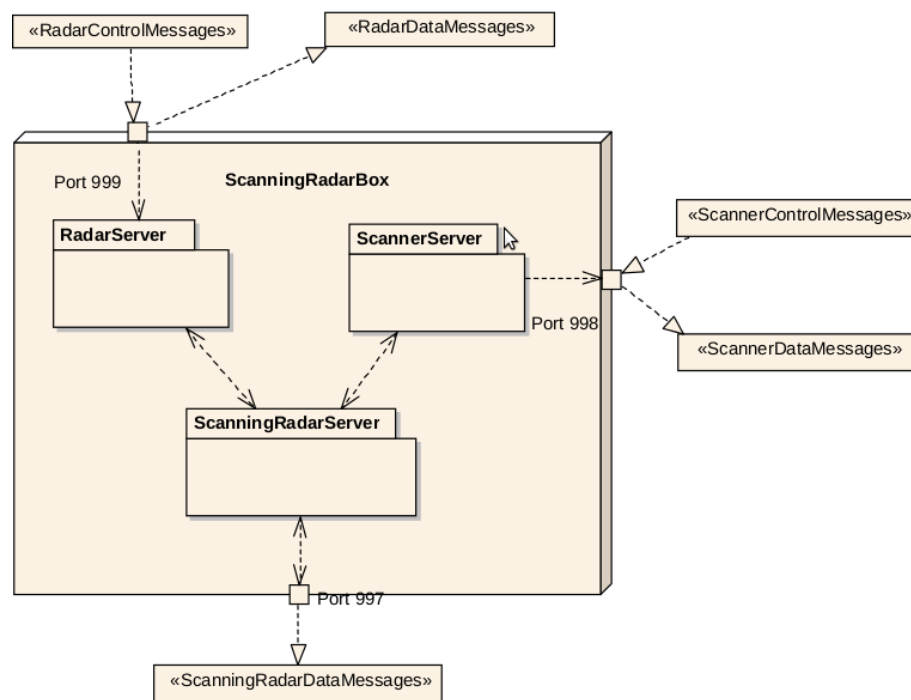 «RadarControlMessages»
«RadarDataMessages»
Port 999
ScanningRadarBox
«ScannerControlMessages»
RadarServer
ScannerServer
Port 998
«ScannerDataMessages»
ScanningRadarServer
Port 997
«ScanningRadarDataMessages»